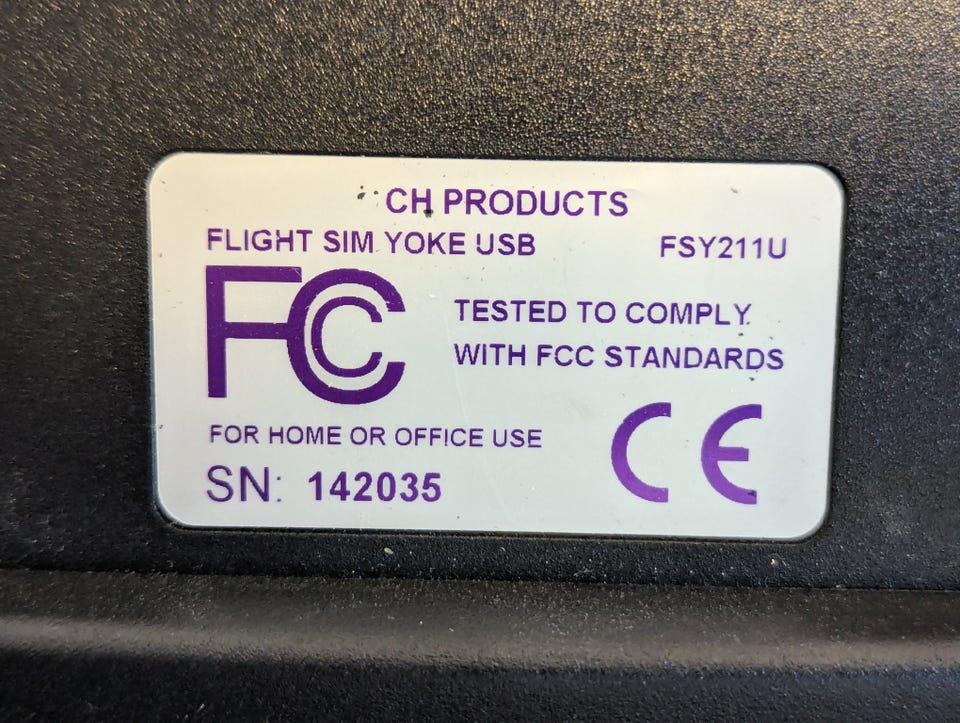 CH PRODUCTS
FLIGHT SIM YOKE USB FSY211U
FCC
TESTED TO COMPLY
WITH FCC STANDARDS
FOR HOME OR OFFICE USE
CE
SN: 142035